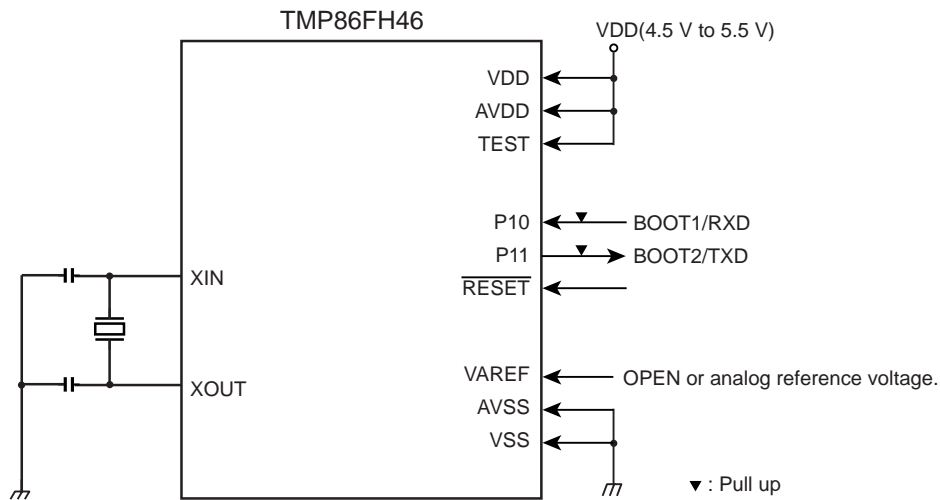 TMP86FH46
VDD(4.5 V to 5.5 V)
VDD
AVDD
TEST
P10
BOOT1/RXD
P11
BOOT2/TXD
XIN
RESET
XOUT
VAREF
OPEN or analog reference voltage.
AVSS
VSS
▼ : Pull up